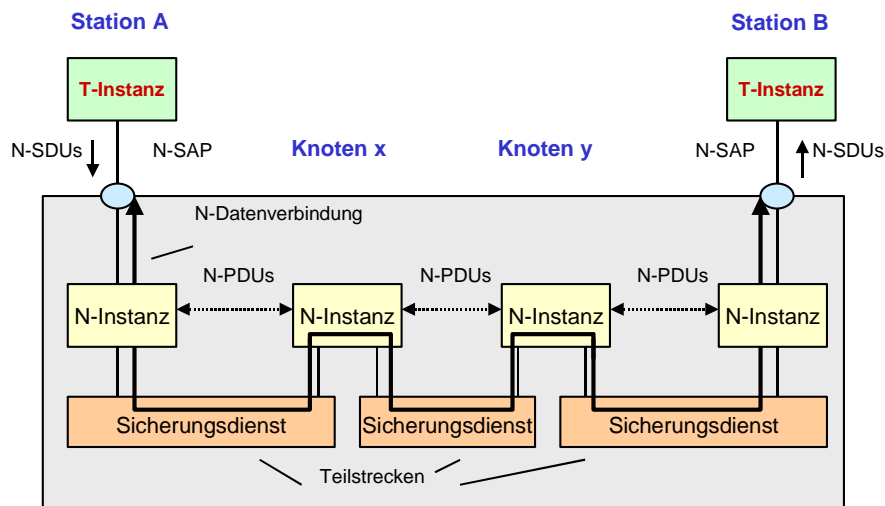 Station A
Station B
T-Instanz
T-Instanz
N-SDUs
N-SAP
Knoten x
Knoten y
N-SAP
N-SDUs
N-Datenverbindung
N-PDUs
N-PDUs
N-PDUs
N-Instanz
N-Instanz
N-Instanz
N-Instanz
Sicherungsdienst
Sicherungsdienst
Sicherungsdienst
Teilstrecken